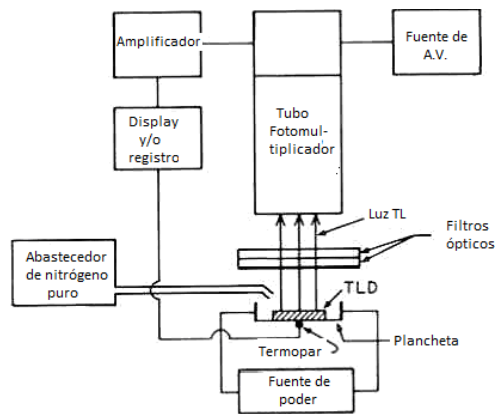 Amplificador
Fuente de
A.V.
Display
y/o
registro
Tubo
Fotomul-
tiplicador
Luz TL
Filtros
ópticos
Abastecedor
de nitrógeno
puro
TLD
Plancheta
Termopar
Fuente de
poder